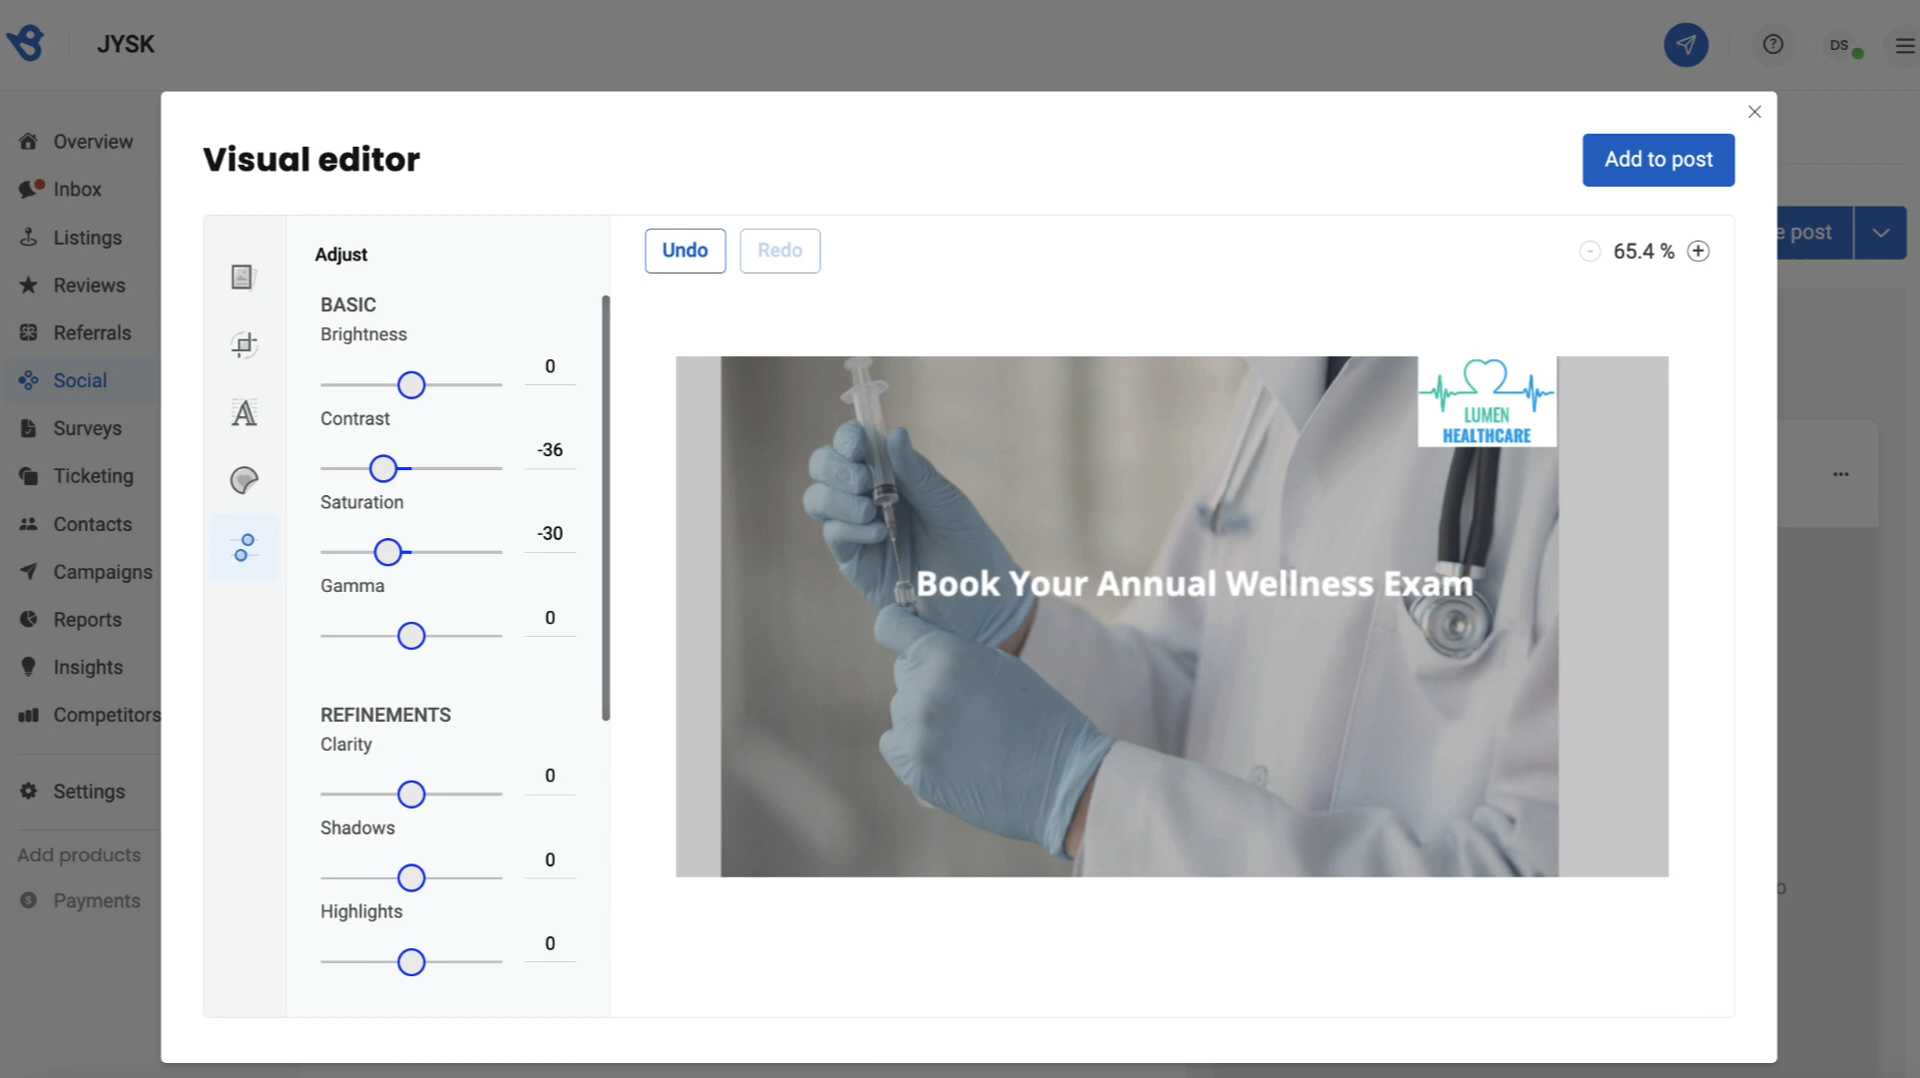 JYSK
DS
Overview
Inbox
Listings
Reviews
Referrals
Social
Surveys
Ticketing
Contacts
Campaigns
Reports
Insights
Competitors
Settings
Add products
Payments
Visual editor
Add to post
post
Adjust
BASIC
Brightness
0
Contrast
-36
Saturation
-30
Gamma
0
REFINEMENTS
Clarity
0
Shadows
0
Highlights
0
Undo
Redo
65.4 %
LUMEN
HEALTHCARE
Book Your Annual Wellness Exam